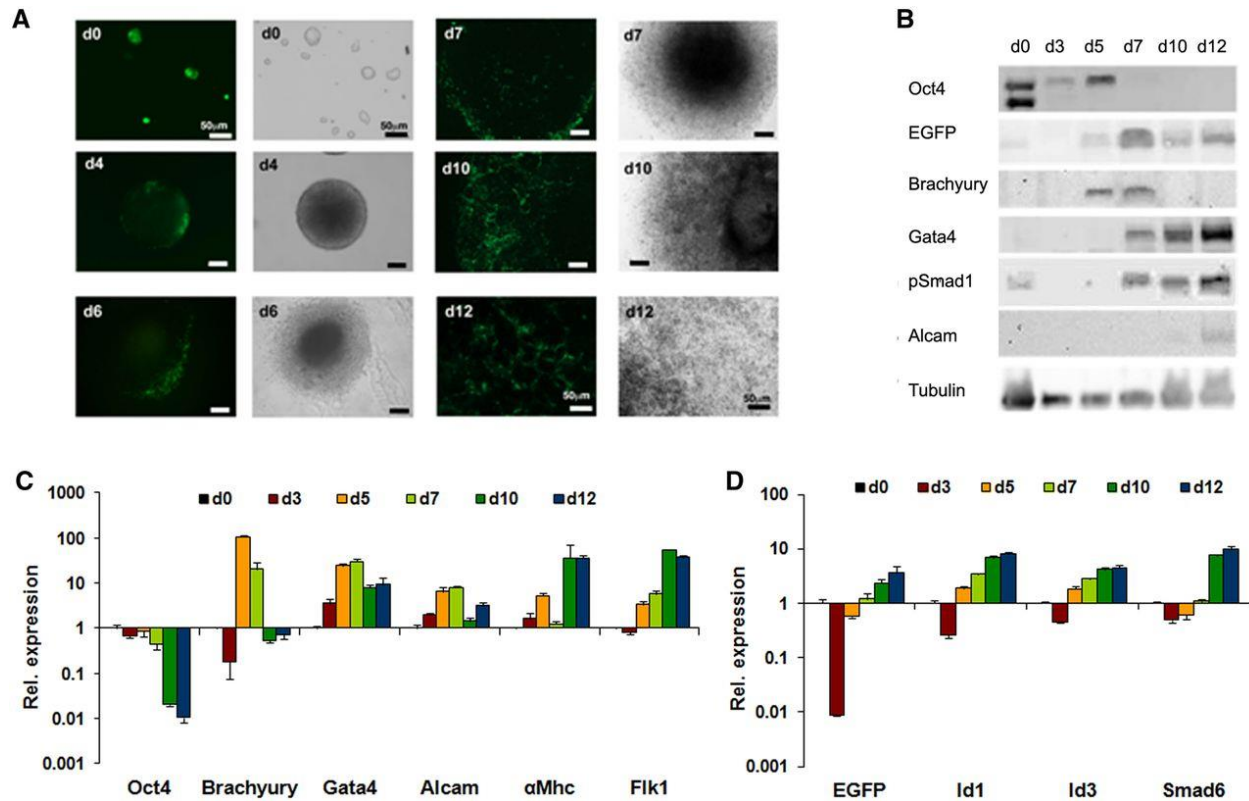 A
d0
d0
d7
d7
50µm
50µm
d4
d4
d10
d10
d6
d6
d12
d12
50µm
50µm
B
d0 d3 d5 d7 d10 d12
Oct4
EGFP
Brachyury
Gata4
pSmad1
Alcam
Tubulin
C
d0 d3 d5 d7 d10 d12
Rel. expression
1000
100
10
1
0.1
0.01
0.001
Oct4 Brachyury Gata4 Alcam αMhc Flk1
D
d0 d3 d5 d7 d10 d12
Rel. expression
100
10
1
0.1
0.01
0.001
EGFP Id1 Id3 Smad6